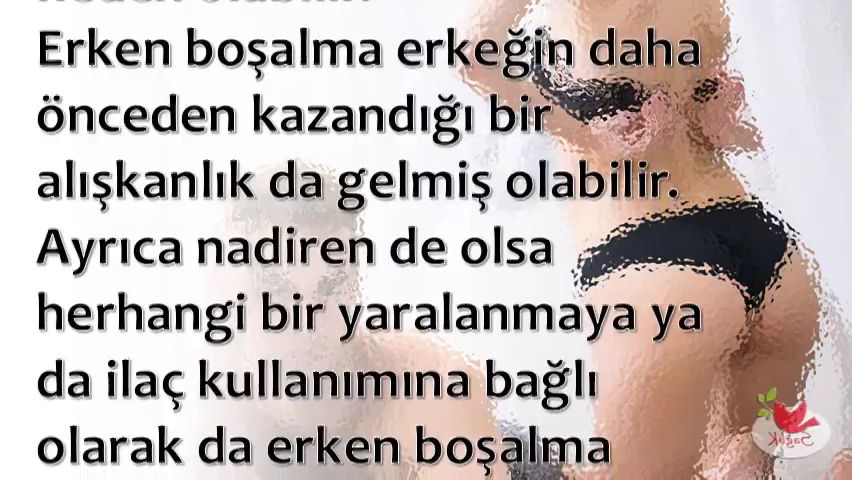 Erken boşalma erkeğin daha
önceden kazandığı bir
alışkanlık da gelmiş olabilir.
Ayrıca nadiren de olsa
herhangi bir yaralanmaya ya
da ilaç kullanımına bağlı
olarak da erken boşalma
Sağlık